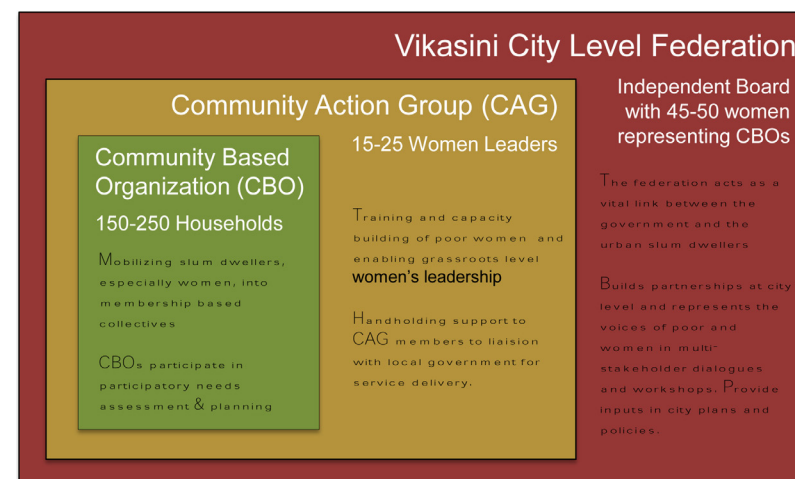 Vikasini City Level Federation
Independent Board
with 45-50 women
representing CBOs
The federation acts as a
vital link between the
government and the
urban slum dwellers
Builds partnerships at city
level and represents the
voices of poor and
women in multi-
stakeholder dialogues
and workshops. Provide
inputs in city plans and
policies.
Community Action Group (CAG)
15-25 Women Leaders
Training and capacity
building of poor women and
enabling grassroots level
women's leadership
Handholding support to
CAG members to liaision
with local government for
service delivery.
Community Based
Organization (CBO)
150-250 Households
Mobilizing slum dwellers,
especially women, into
membership based
collectives
CBOs participate in
participatory needs
assessment & planning